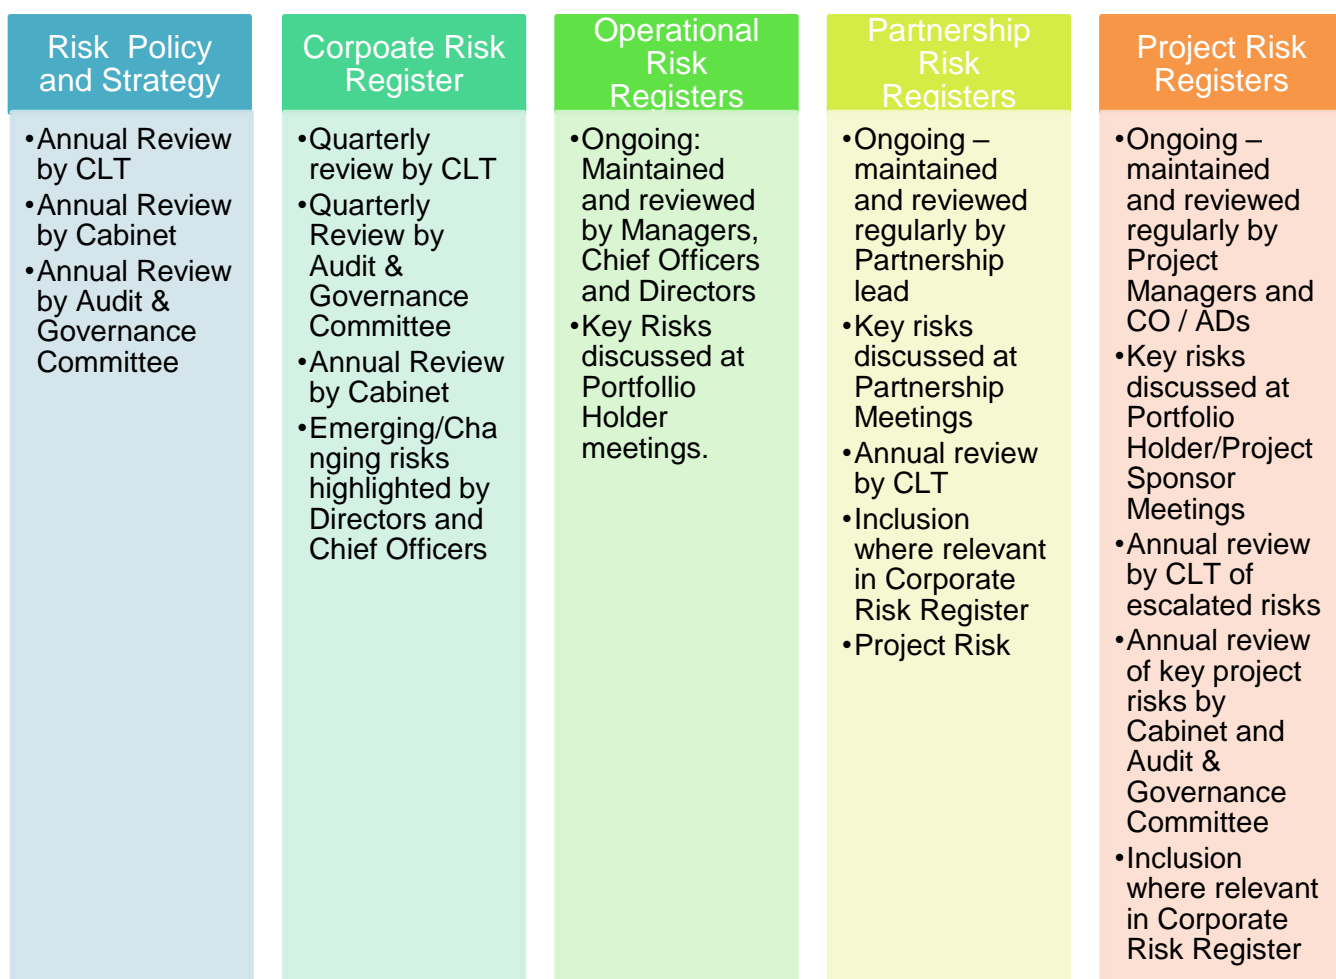 Risk Policy
and Strategy
•Annual Review
by CLT
•Annual Review
by Cabinet
•Annual Review
by Audit &
Governance
Committee
Corpoate Risk
Register
•Quarterly
review by CLT
•Quarterly
Review by
Audit &
Governance
Committee
•Annual Review
by Cabinet
•Emerging/Cha
nging risks
highlighted by
Directors and
Chief Officers
Operational
Risk
Registers
•Ongoing:
Maintained
and reviewed
by Managers,
Chief Officers
and Directors
•Key Risks
discussed at
Portfollio
Holder
meetings.
Partnership
Risk
Registers
•Ongoing –
maintained
and reviewed
regularly by
Partnership
lead
•Key risks
discussed at
Partnership
Meetings
•Annual review
by CLT
•Inclusion
where relevant
in Corporate
Risk Register
•Project Risk
Project Risk
Registers
•Ongoing –
maintained
and reviewed
regularly by
Project
Managers and
CO / ADs
•Key risks
discussed at
Portfolio
Holder/Project
Sponsor
Meetings
•Annual review
by CLT of
escalated risks
•Annual review
of key project
risks by
Cabinet and
Audit &
Governance
Committee
•Inclusion
where relevant
in Corporate
Risk Register